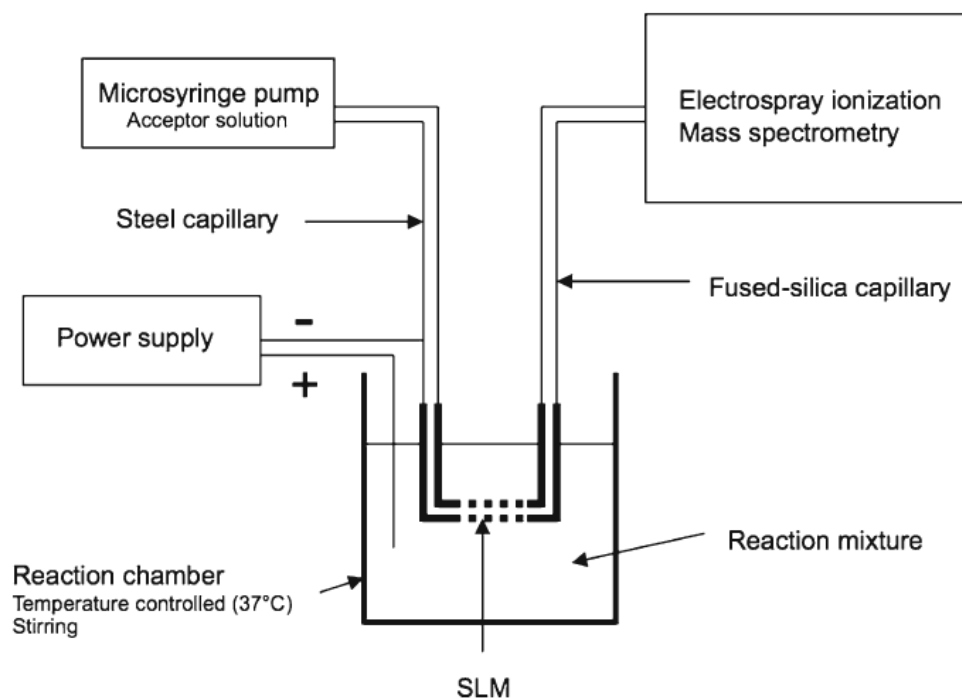 Microsyringe pump
Acceptor solution
Electrospray ionization
Mass spectrometry
Steel capillary
Fused-silica capillary
Power supply
-
+
Reaction mixture
Reaction chamber
Temperature controlled (37°C)
Stirring
SLM